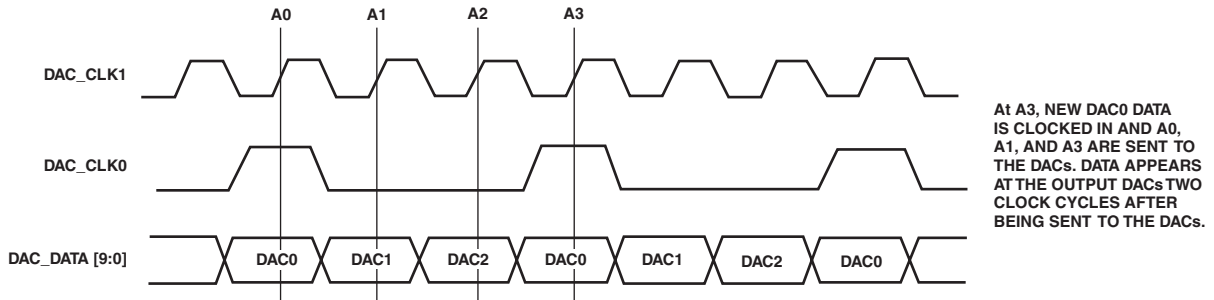 A0 A1 A2 A3
DAC_CLK1
DAC_CLK0
DAC_DATA [9:0]
DAC0 DAC1 DAC2 DAC0 DAC1 DAC2 DAC0
At A3, NEW DAC0 DATA
IS CLOCKED IN AND A0,
A1, AND A3 ARE SENT TO
THE DACs. DATA APPEARS
AT THE OUTPUT DACs TWO
CLOCK CYCLES AFTER
BEING SENT TO THE DACs.